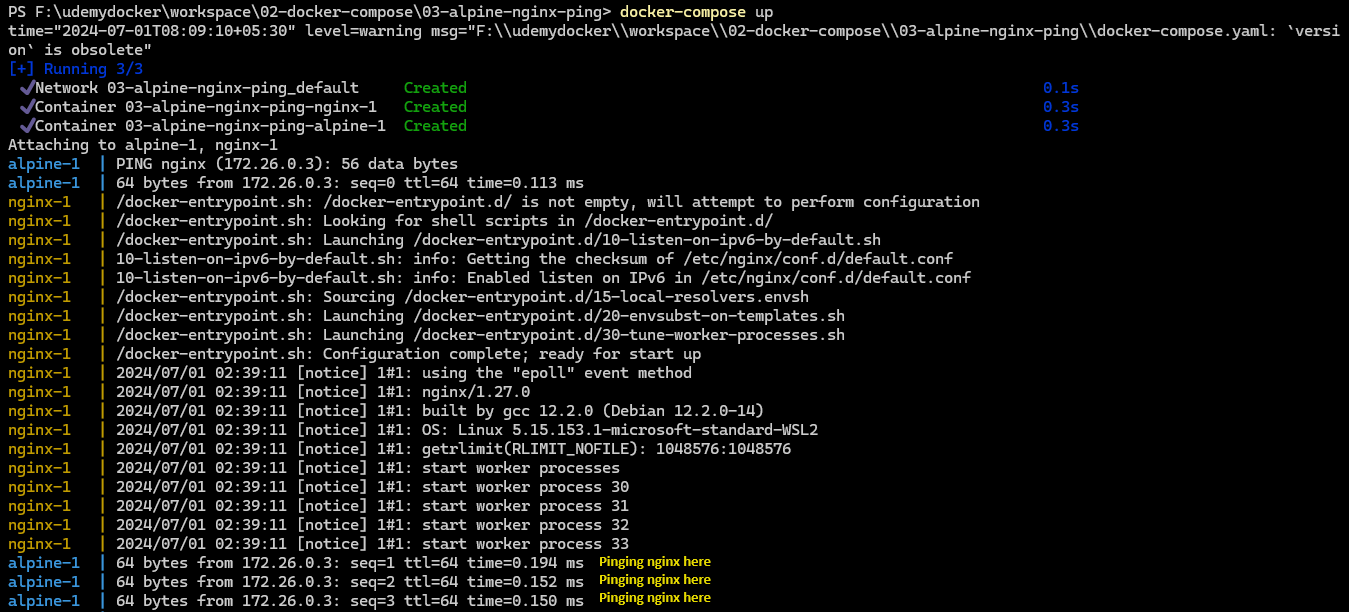 PS F:\udemydocker\workspace\02-docker-compose\03-alpine-nginx-ping> docker-compose up
time="2024-07-01T08:09:10+05:30" level=warning msg="F:\\udemydocker\\workspace\\02-docker-compose\\03-alpine-nginx-ping\\docker-compose.yaml: `versi
on` is obsolete"
[+] Running 3/3
✔Network 03-alpine-nginx-ping_default Created 0.1s
✔Container 03-alpine-nginx-ping-nginx-1 Created 0.3s
✔Container 03-alpine-nginx-ping-alpine-1 Created 0.3s
Attaching to alpine-1, nginx-1
alpine-1 | PING nginx (172.26.0.3): 56 data bytes
alpine-1 | 64 bytes from 172.26.0.3: seq=0 ttl=64 time=0.113 ms
nginx-1 | /docker-entrypoint.sh: /docker-entrypoint.d/ is not empty, will attempt to perform configuration
nginx-1 | /docker-entrypoint.sh: Looking for shell scripts in /docker-entrypoint.d/
nginx-1 | /docker-entrypoint.sh: Launching /docker-entrypoint.d/10-listen-on-ipv6-by-default.sh
nginx-1 | 10-listen-on-ipv6-by-default.sh: info: Getting the checksum of /etc/nginx/conf.d/default.conf
nginx-1 | 10-listen-on-ipv6-by-default.sh: info: Enabled listen on IPv6 in /etc/nginx/conf.d/default.conf
nginx-1 | /docker-entrypoint.sh: Sourcing /docker-entrypoint.d/15-local-resolvers.envsh
nginx-1 | /docker-entrypoint.sh: Launching /docker-entrypoint.d/20-envsubst-on-templates.sh
nginx-1 | /docker-entrypoint.sh: Launching /docker-entrypoint.d/30-tune-worker-processes.sh
nginx-1 | /docker-entrypoint.sh: Configuration complete; ready for start up
nginx-1 | 2024/07/01 02:39:11 [notice] 1#1: using the "epoll" event method
nginx-1 | 2024/07/01 02:39:11 [notice] 1#1: nginx/1.27.0
nginx-1 | 2024/07/01 02:39:11 [notice] 1#1: built by gcc 12.2.0 (Debian 12.2.0-14)
nginx-1 | 2024/07/01 02:39:11 [notice] 1#1: OS: Linux 5.15.153.1-microsoft-standard-WSL2
nginx-1 | 2024/07/01 02:39:11 [notice] 1#1: getrlimit(RLIMIT_NOFILE): 1048576:1048576
nginx-1 | 2024/07/01 02:39:11 [notice] 1#1: start worker processes
nginx-1 | 2024/07/01 02:39:11 [notice] 1#1: start worker process 30
nginx-1 | 2024/07/01 02:39:11 [notice] 1#1: start worker process 31
nginx-1 | 2024/07/01 02:39:11 [notice] 1#1: start worker process 32
nginx-1 | 2024/07/01 02:39:11 [notice] 1#1: start worker process 33
alpine-1 | 64 bytes from 172.26.0.3: seq=1 ttl=64 time=0.194 ms Pinging nginx here
alpine-1 | 64 bytes from 172.26.0.3: seq=2 ttl=64 time=0.152 ms Pinging nginx here
alpine-1 | 64 bytes from 172.26.0.3: seq=3 ttl=64 time=0.150 ms Pinging nginx here